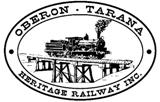 OBERON · TARANA
HERITAGE RAILWAY INC.